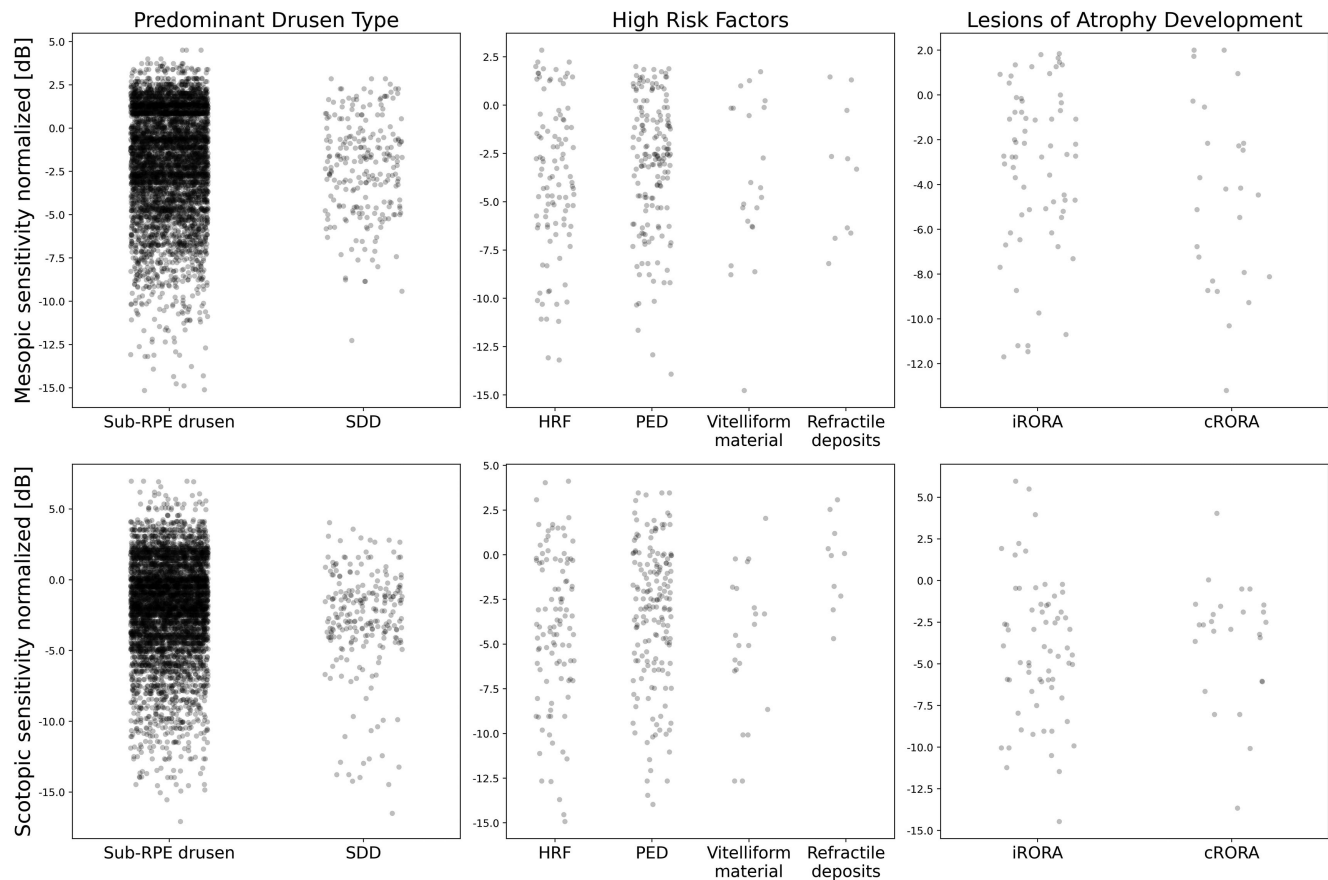 Predominant Drusen Type
High Risk Factors
Lesions of Atrophy Development
Mesopic sensitivity normalized [dB]
5.0
2.5
0.0
-2.5
-5.0
-7.5
-10.0
-12.5
-15.0
Sub-RPE drusen
SDD
2.5
0.0
-2.5
-5.0
-7.5
-10.0
-12.5
-15.0
HRF
PED
Vitelliform
material
Refractile
deposits
2.0
0.0
-2.0
-4.0
-6.0
-8.0
-10.0
-12.0
iRORA
cRORA
Scotopic sensitivity normalized [dB]
5.0
0.0
-5.0
-10.0
-15.0
Sub-RPE drusen
SDD
5.0
2.5
0.0
-2.5
-5.0
-7.5
-10.0
-12.5
-15.0
HRF
PED
Vitelliform
material
Refractile
deposits
5.0
2.5
0.0
-2.5
-5.0
-7.5
-10.0
-12.5
-15.0
iRORA
cRORA